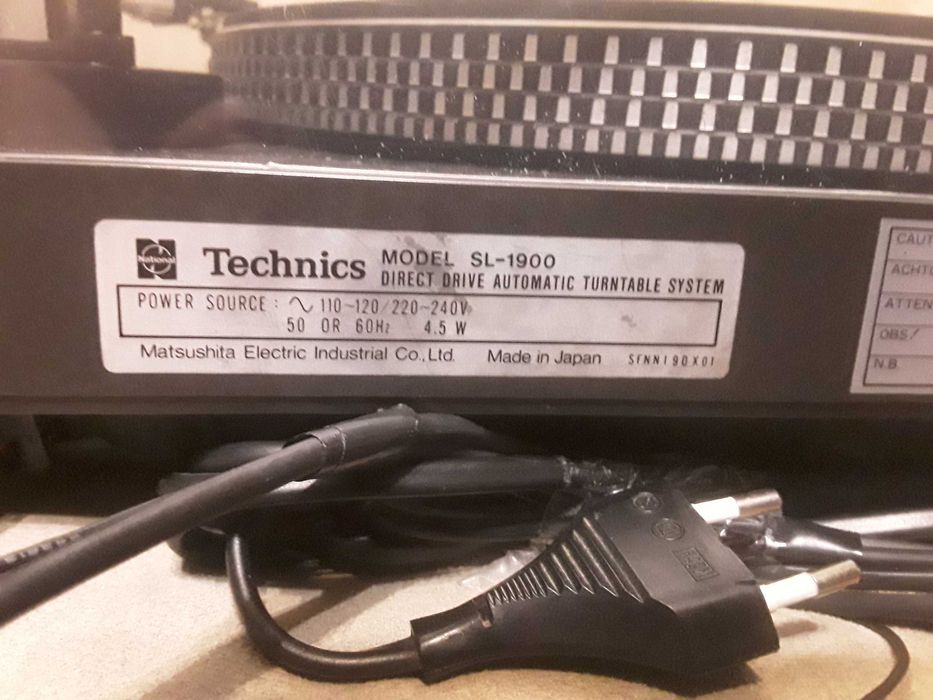 National
Technics
MODEL SL-1900
DIRECT DRIVE AUTOMATIC TURNTABLE SYSTEM
POWER SOURCE : ∿ 110~120/220~240V
50 OR 60Hz 4.5 W
Matsushita Electric Industrial Co., Ltd. Made in Japan SFNN190X01
CAUT
ACHTU
ATTEN
OBS!
N.B.